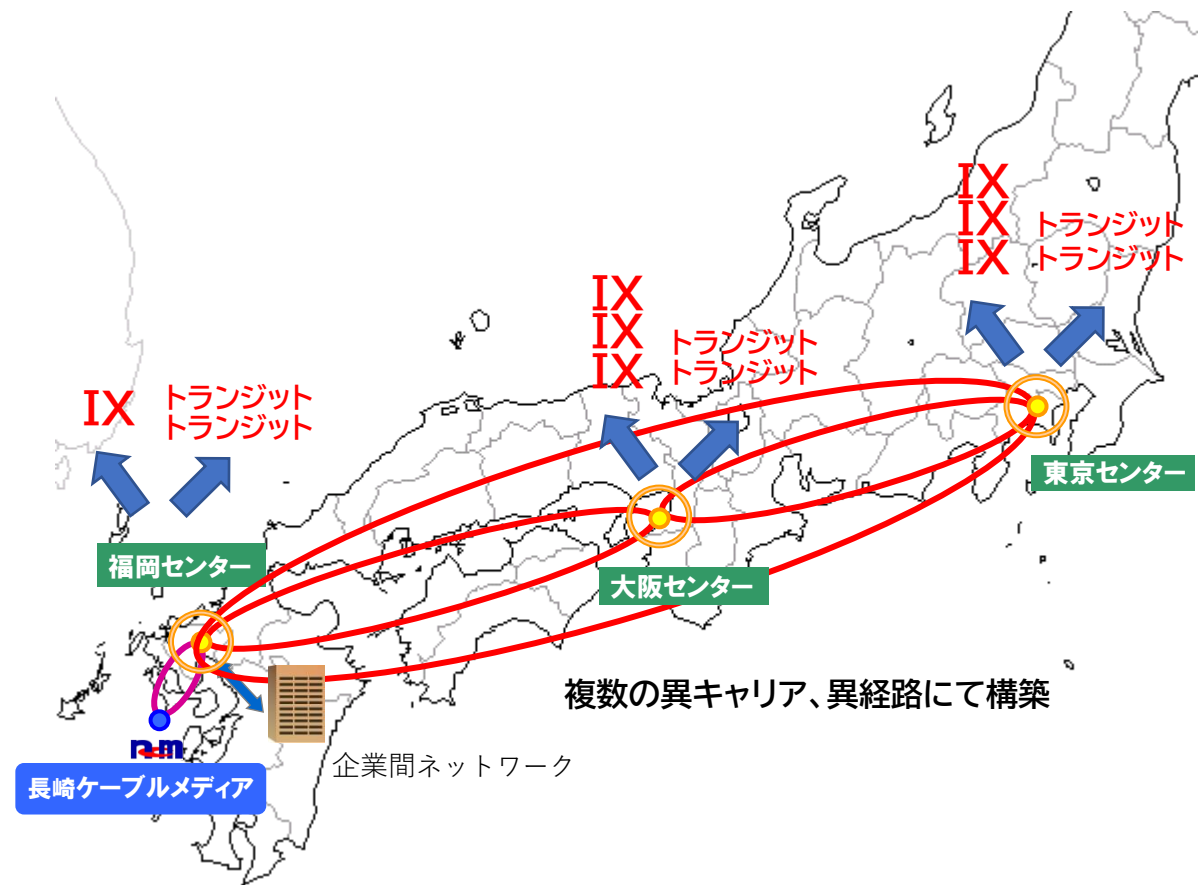 IX
IX
IX
トランジット
トランジット
東京センター
IX
IX
IX
トランジット
トランジット
大阪センター
IX
トランジット
トランジット
福岡センター
複数の異キャリア、異経路にて構築
企業間ネットワーク
ncm
長崎ケーブルメディア